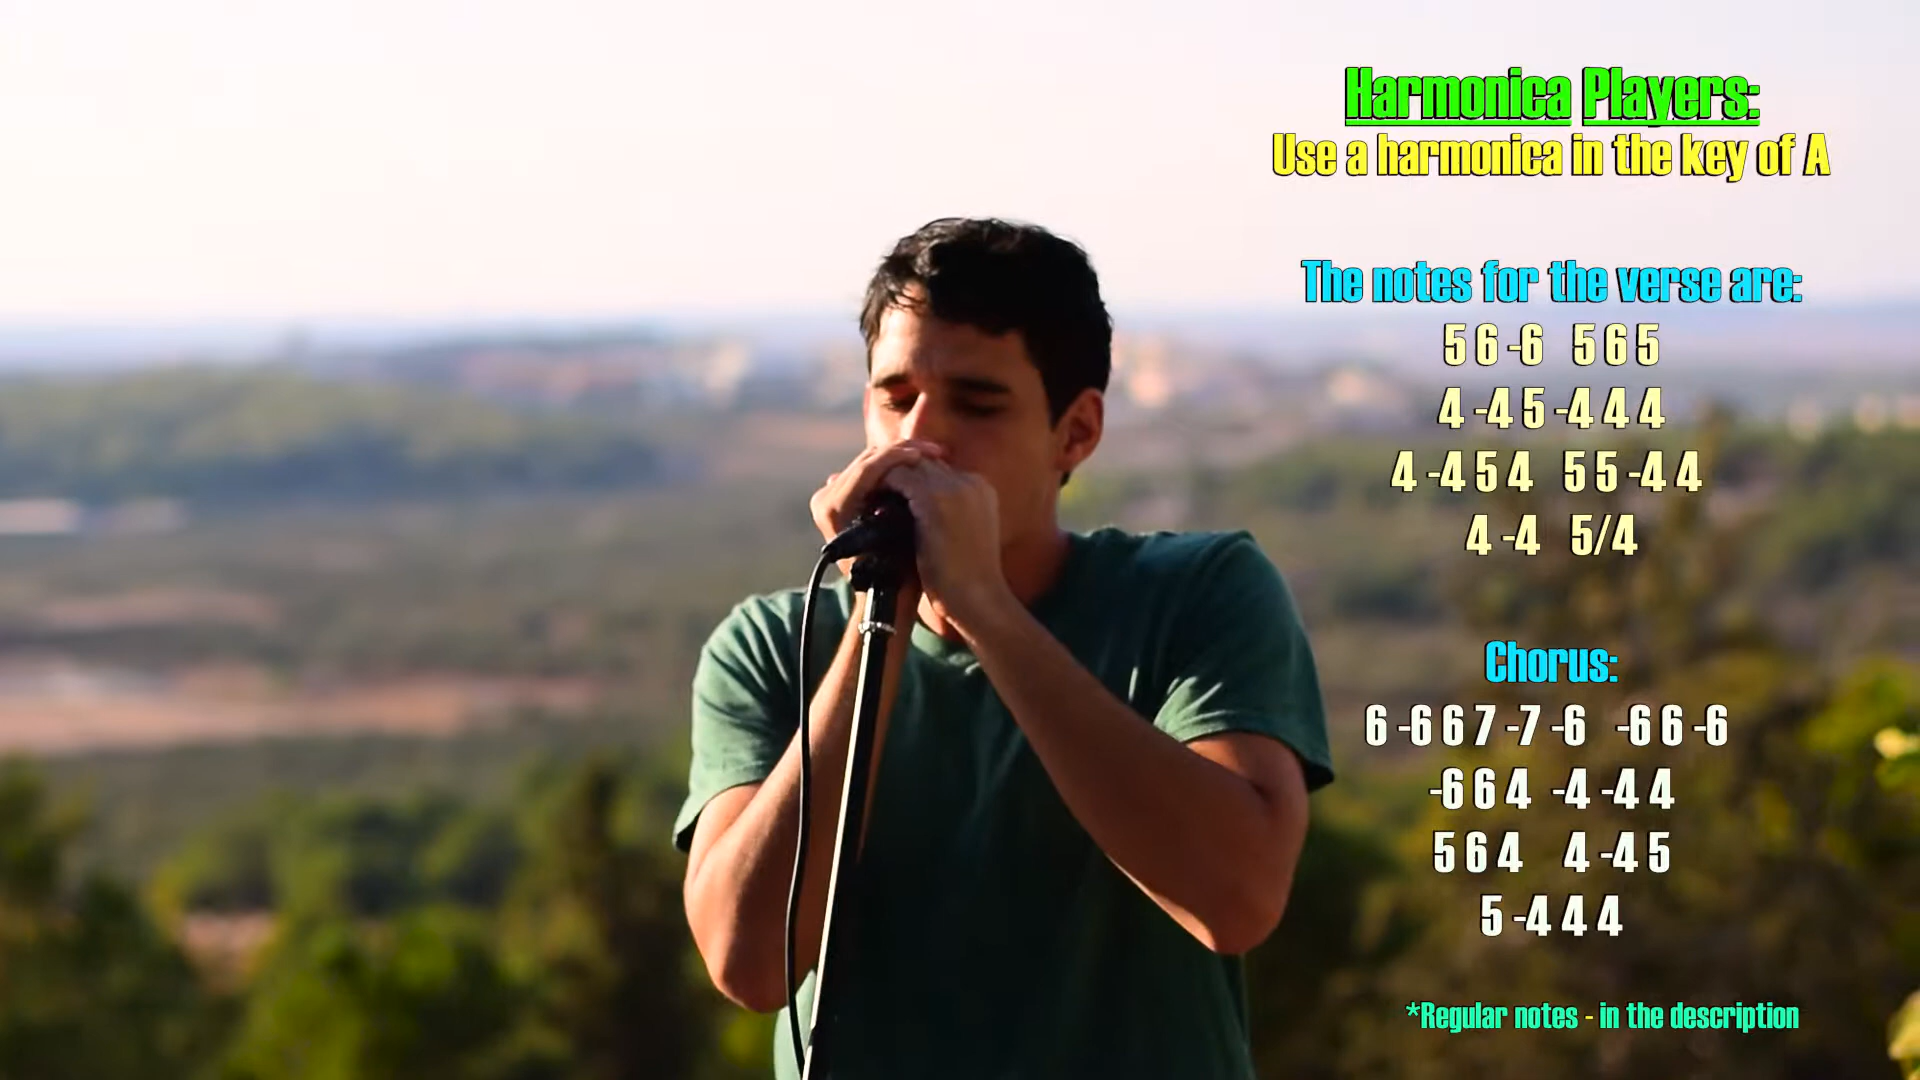 Harmonica Players:
Use a harmonica in the key of A
The notes for the verse are:
5 6 -6 5 6 5
4 -4 5 -4 4 4
4 -4 5 4 5 5 -4 4
4 -4 5/4
Chorus:
6 -6 6 7 -7 -6 -6 6 -6
-6 6 4 -4 -4 4
5 6 4 4 -4 5
5 -4 4 4
*Regular notes - in the description